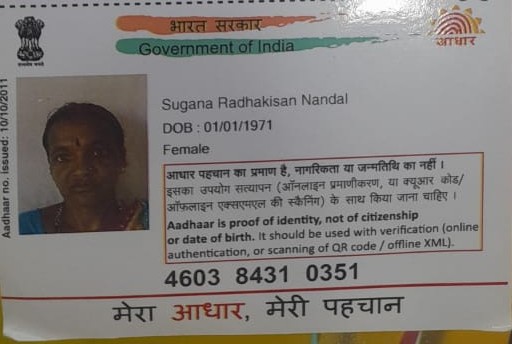 भारत सरकार
Government of India
आधार
Aadhaar no. issued: 10/10/2011
Sugana Radhakisan Nandal
DOB : 01/01/1971
Female
आधार पहचान का प्रमाण है, नागरिकता या जन्मतिथि का नहीं ।
इसका उपयोग सत्यापन (ऑनलाइन प्रमाणीकरण, या क्यूआर कोड/
ऑफलाइन एक्सएमएल की स्कैनिंग) के साथ किया जाना चाहिए ।
Aadhaar is proof of identity, not of citizenship
or date of birth. It should be used with verification (online
authentication, or scanning of QR code / offline XML).
4603 8431 0351
मेरा आधार, मेरी पहचान